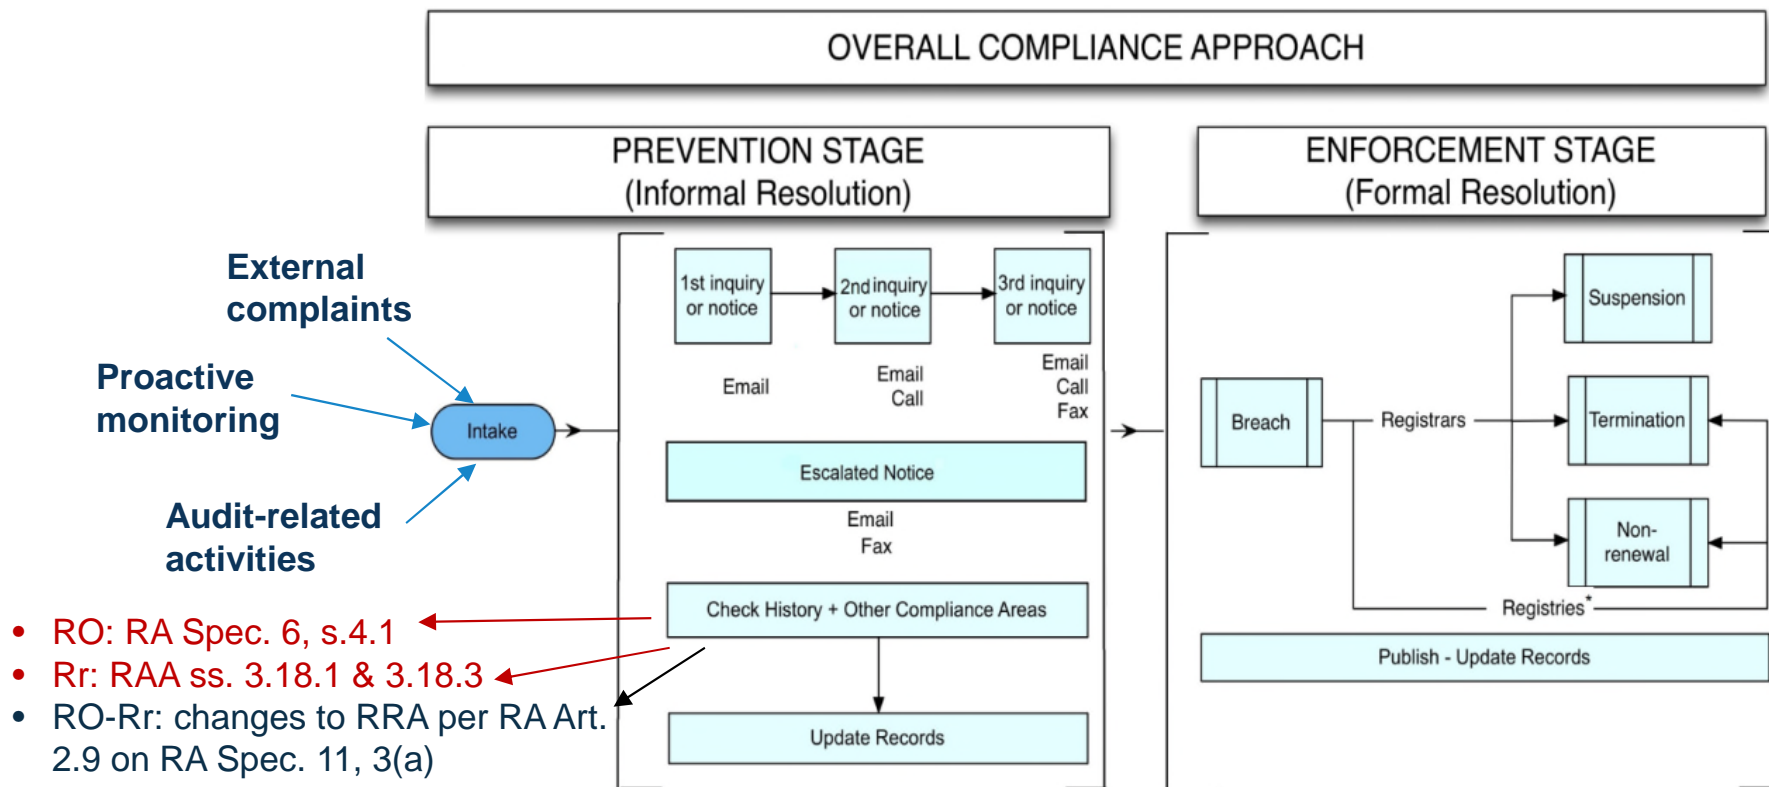 OVERALL COMPLIANCE APPROACH
PREVENTION STAGE
(Informal Resolution)
ENFORCEMENT STAGE
(Formal Resolution)
External
complaints
Proactive
monitoring
Audit-related
activities
Intake
1st inquiry
or notice
2nd inquiry
or notice
3rd inquiry
or notice
Email
Email
Call
Email
Call
Fax
Escalated Notice
Email
Fax
Check History + Other Compliance Areas
Update Records
• RO: RA Spec. 6, s.4.1
• Rr: RAA ss. 3.18.1 & 3.18.3
• RO-Rr: changes to RRA per RA Art.
2.9 on RA Spec. 11, 3(a)
Breach
Registrars
Suspension
Termination
Non-
renewal
Registries*
Publish - Update Records